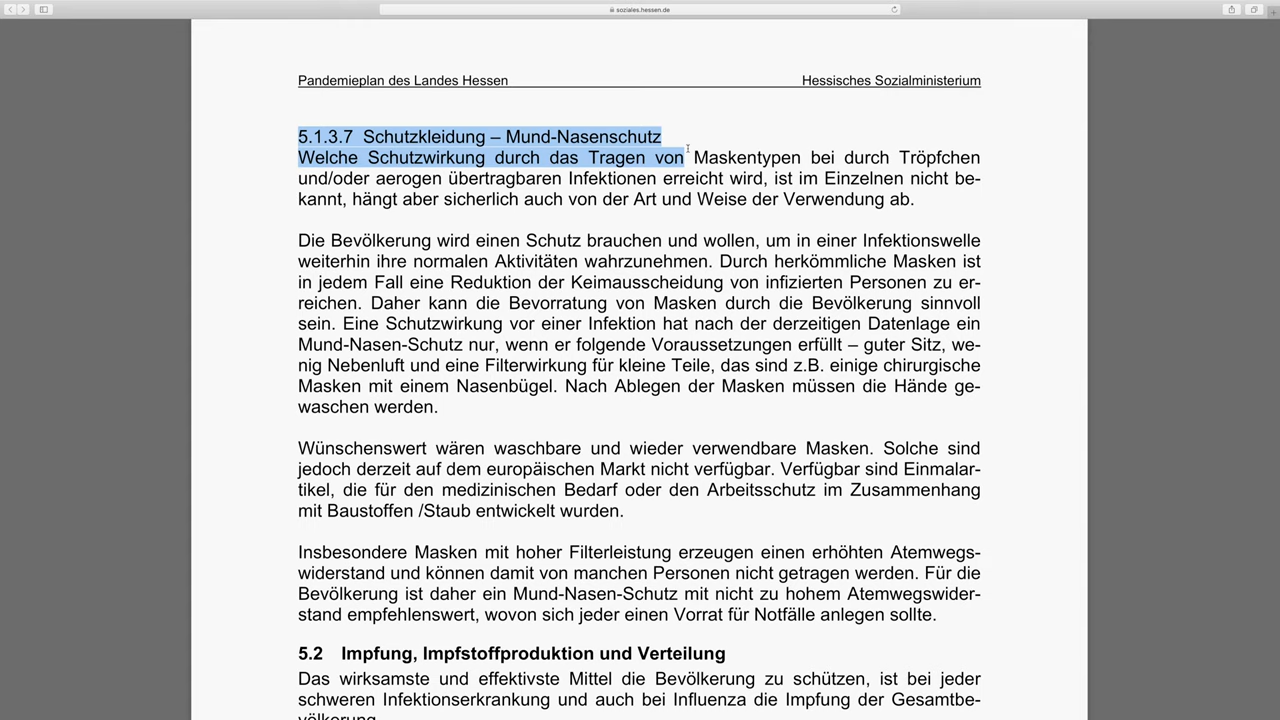 soziales.hessen.de
Pandemieplan des Landes Hessen Hessisches Sozialministerium
5.1.3.7 Schutzkleidung – Mund-Nasenschutz
Welche Schutzwirkung durch das Tragen von Maskentypen bei durch Tröpfchen
und/oder aerogen übertragbaren Infektionen erreicht wird, ist im Einzelnen nicht be-
kannt, hängt aber sicherlich auch von der Art und Weise der Verwendung ab.
Die Bevölkerung wird einen Schutz brauchen und wollen, um in einer Infektionswelle
weiterhin ihre normalen Aktivitäten wahrzunehmen. Durch herkömmliche Masken ist
in jedem Fall eine Reduktion der Keimausscheidung von infizierten Personen zu er-
reichen. Daher kann die Bevorratung von Masken durch die Bevölkerung sinnvoll
sein. Eine Schutzwirkung vor einer Infektion hat nach der derzeitigen Datenlage ein
Mund-Nasen-Schutz nur, wenn er folgende Voraussetzungen erfüllt – guter Sitz, we-
nig Nebenluft und eine Filterwirkung für kleine Teile, das sind z.B. einige chirurgische
Masken mit einem Nasenbügel. Nach Ablegen der Masken müssen die Hände ge-
waschen werden.
Wünschenswert wären waschbare und wieder verwendbare Masken. Solche sind
jedoch derzeit auf dem europäischen Markt nicht verfügbar. Verfügbar sind Einmalar-
tikel, die für den medizinischen Bedarf oder den Arbeitsschutz im Zusammenhang
mit Baustoffen /Staub entwickelt wurden.
Insbesondere Masken mit hoher Filterleistung erzeugen einen erhöhten Atemwegs-
widerstand und können damit von manchen Personen nicht getragen werden. Für die
Bevölkerung ist daher ein Mund-Nasen-Schutz mit nicht zu hohem Atemwegswider-
stand empfehlenswert, wovon sich jeder einen Vorrat für Notfälle anlegen sollte.
5.2 Impfung, Impfstoffproduktion und Verteilung
Das wirksamste und effektivste Mittel die Bevölkerung zu schützen, ist bei jeder
schweren Infektionserkrankung und auch bei Influenza die Impfung der Gesamtbe-
völkerung.